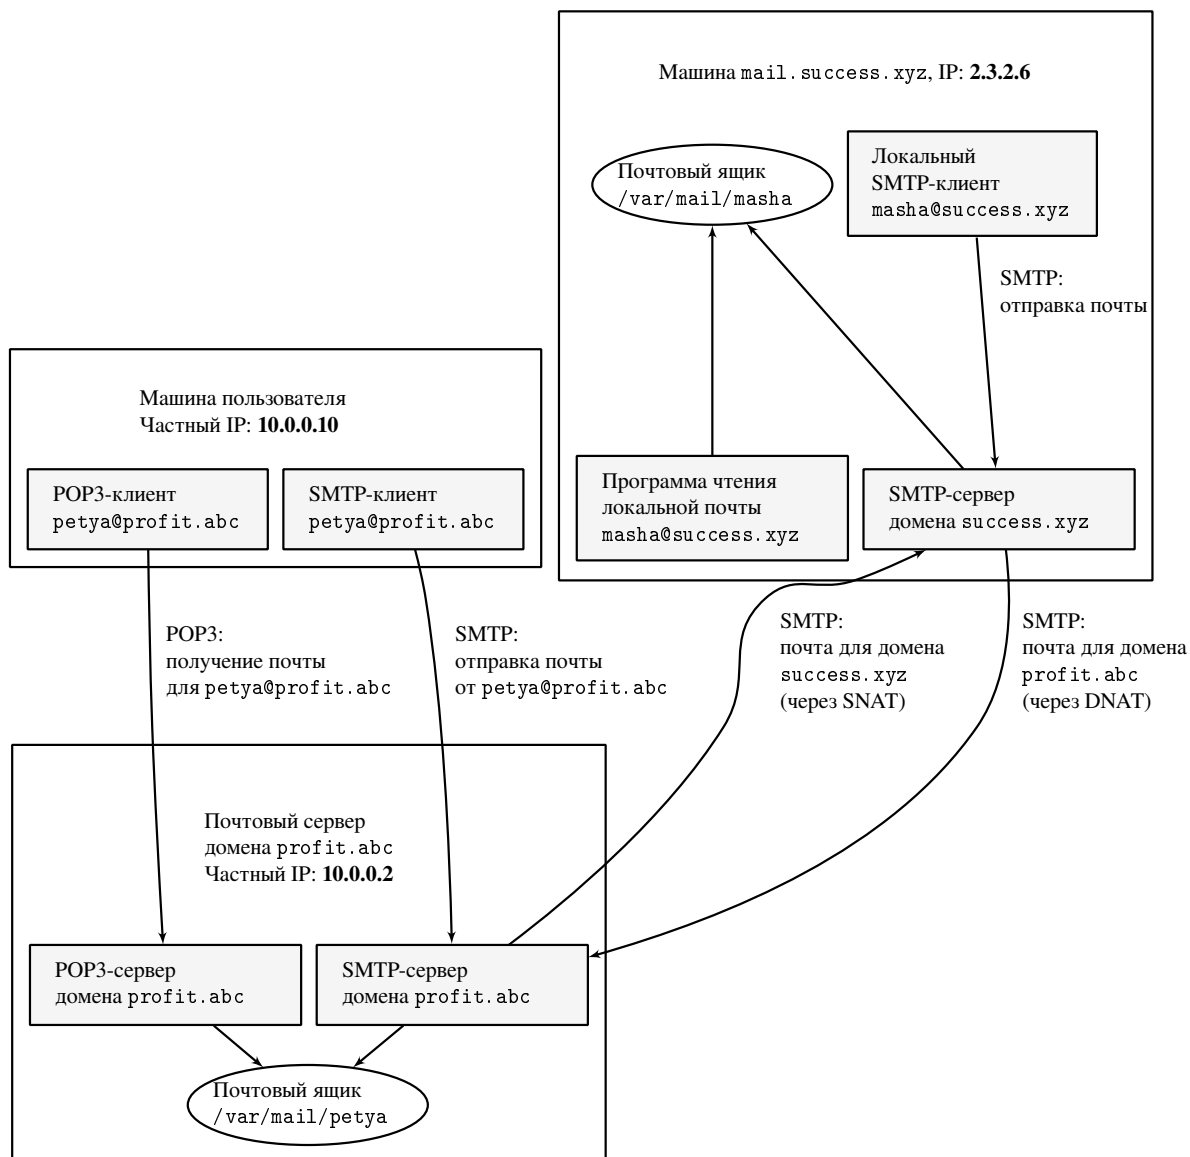 Машина mail.success.xyz, IP: 2.3.2.6
Почтовый ящик
/var/mail/masha
Локальный
SMTP-клиент
masha@success.xyz
SMTP:
отправка почты
Машина пользователя
Частный IP: 10.0.0.10
POP3-клиент
petya@profit.abc
SMTP-клиент
petya@profit.abc
Программа чтения
локальной почты
masha@success.xyz
SMTP-сервер
домена success.xyz
POP3:
получение почты
для petya@profit.abc
SMTP:
отправка почты
от petya@profit.abc
SMTP:
почта для домена
success.xyz
(через SNAT)
SMTP:
почта для домена
profit.abc
(через DNAT)
Почтовый сервер
домена profit.abc
Частный IP: 10.0.0.2
POP3-сервер
домена profit.abc
SMTP-сервер
домена profit.abc
Почтовый ящик
/var/mail/petya